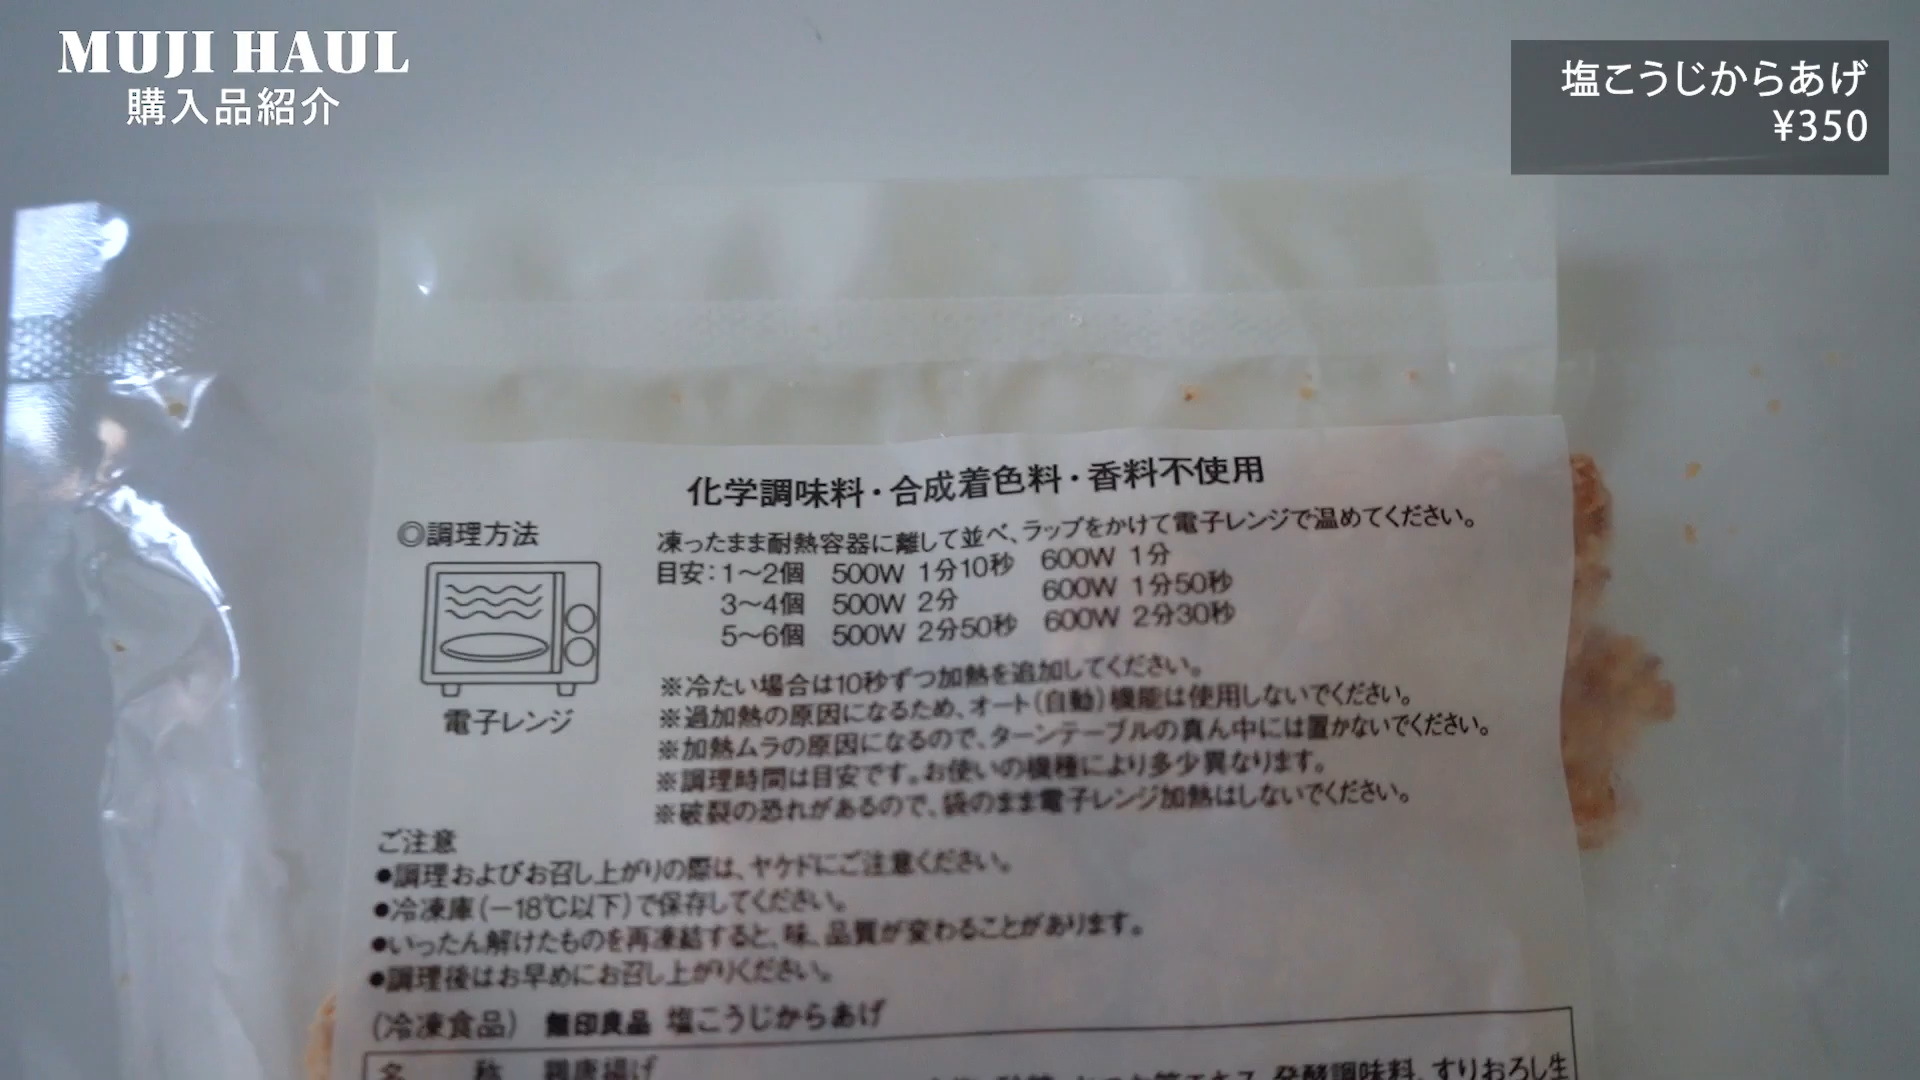 MUJI HAUL
購入品紹介
塩こうじからあげ
¥350
化学調味料・合成着色料・香料不使用
◎調理方法
電子レンジ
凍ったまま耐熱容器に離して並べ、ラップをかけて電子レンジで温めてください。
目安：1〜2個 500W 1分10秒 600W 1分
3〜4個 500W 2分 600W 1分50秒
5〜6個 500W 2分50秒 600W 2分30秒
※冷たい場合は10秒ずつ加熱を追加してください。
※過加熱の原因になるため、オート（自動）機能は使用しないでください。
※加熱ムラの原因になるので、ターンテーブルの真ん中には置かないでください。
※調理時間は目安です。お使いの機種により多少異なります。
※破裂の恐れがあるので、袋のまま電子レンジ加熱はしないでください。
ご注意
●調理およびお召し上がりの際は、ヤケドにご注意ください。
●冷凍庫（−18℃以下）で保存してください。
●いったん解けたものを再凍結すると、味、品質が変わることがあります。
●調理後はお早めにお召し上がりください。
（冷凍食品） 無印良品 塩こうじからあげ
名 称 鶏唐揚げ
発酵調味料、すりおろし生